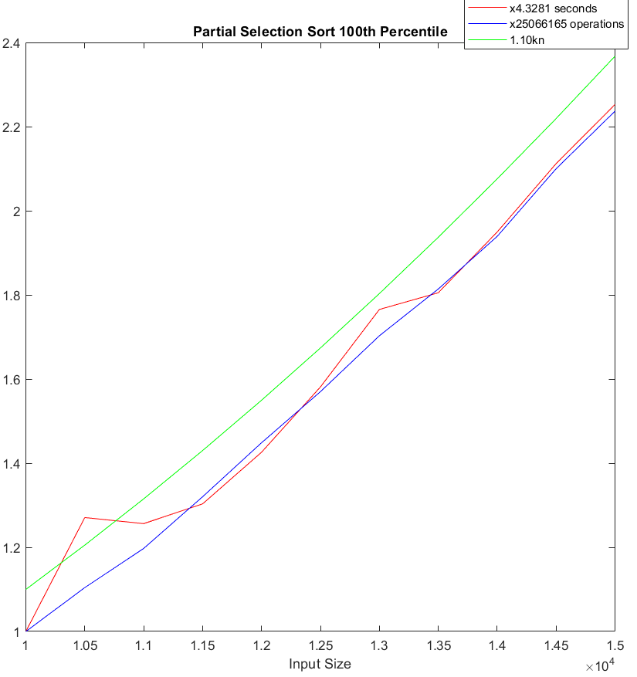 x4.3281 seconds
x25066165 operations
1.10kn
Partial Selection Sort 100th Percentile
2.4
2.2
2
1.8
1.6
1.4
1.2
1
1 1.05 1.1 1.15 1.2 1.25 1.3 1.35 1.4 1.45 1.5
Input Size
×10^4